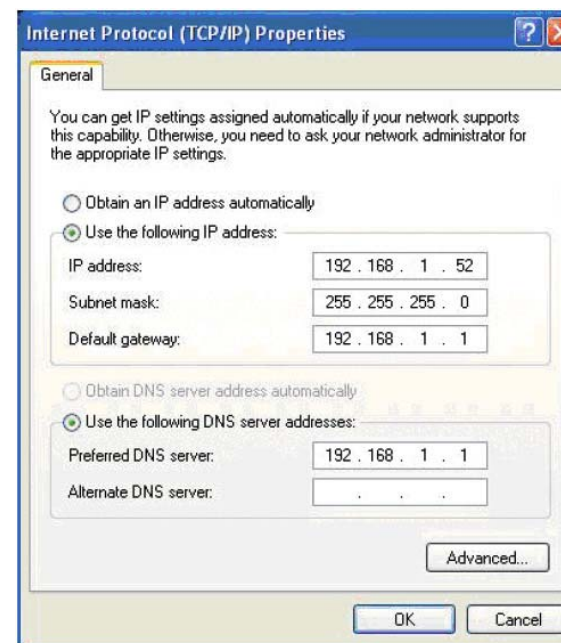 Internet Protocol (TCP/IP) Properties
General
You can get IP settings assigned automatically if your network supports
this capability. Otherwise, you need to ask your network administrator for
the appropriate IP settings.
Obtain an IP address automatically
Use the following IP address:
IP address: 192 . 168 . 1 . 52
Subnet mask: 255 . 255 . 255 . 0
Default gateway: 192 . 168 . 1 . 1
Obtain DNS server address automatically
Use the following DNS server addresses:
Preferred DNS server: 192 . 168 . 1 . 1
Alternate DNS server: . . .
Advanced...
OK Cancel